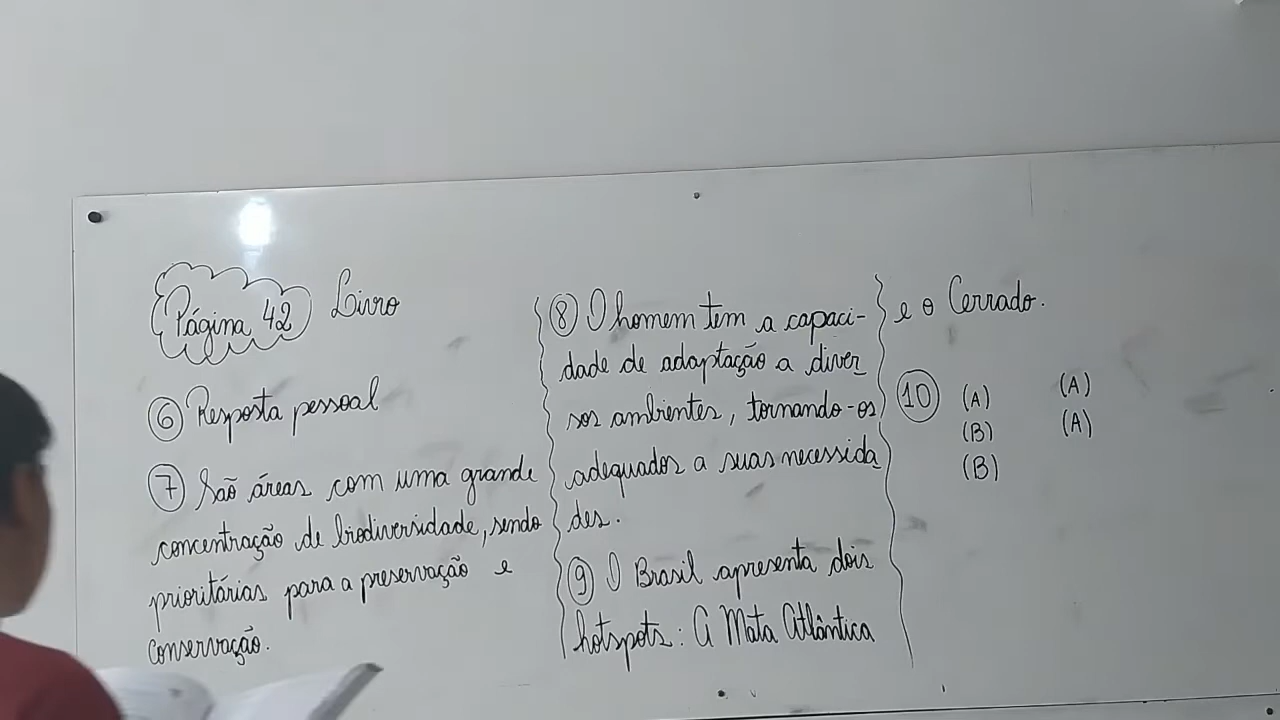 Página 42 Livro
6 Resposta pessoal
7 São áreas com uma grande
concentração de biodiversidade, sendo
prioritárias para a preservação e
conservação.
8 O homem tem a capaci-
dade de adaptação a diver
sos ambientes, tornando-os
adequados a suas necessida
des.
9 O Brasil apresenta dois
hotspots: A Mata Atlântica
e o Cerrado.
10 (A) (A)
(B) (A)
(B)